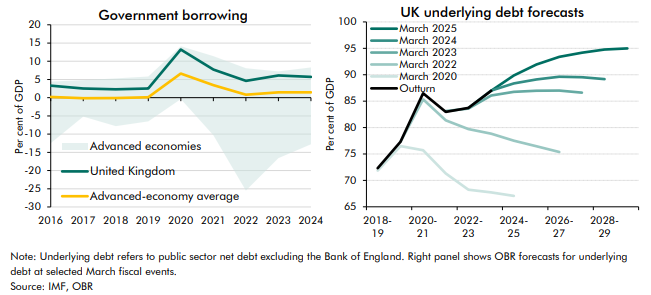 Government borrowing
Per cent of GDP
20
15
10
5
0
-5
-10
-15
-20
-25
-30
Advanced economies
United Kingdom
Advanced-economy average
2016 2017 2018 2019 2020 2021 2022 2023 2024
UK underlying debt forecasts
Per cent of GDP
100
95
90
85
80
75
70
65
March 2025
March 2024
March 2023
March 2022
March 2020
Outturn
2018-19 2020-21 2022-23 2024-25 2026-27 2028-29
Note: Underlying debt refers to public sector net debt excluding the Bank of England. Right panel shows OBR forecasts for underlying
debt at selected March fiscal events.
Source: IMF, OBR